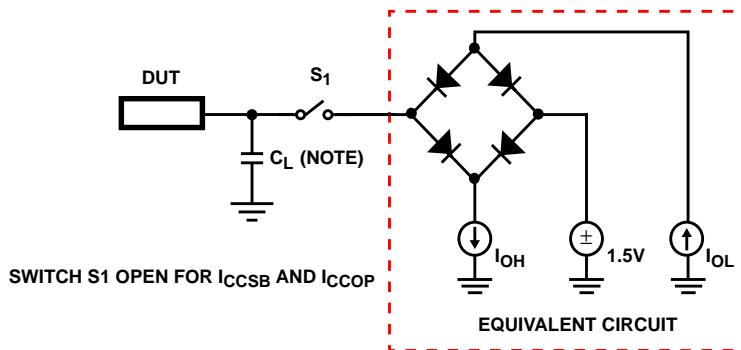 DUT
S1
CL (NOTE)
IOH
±
1.5V
IOL
SWITCH S1 OPEN FOR ICCSB AND ICCOP
EQUIVALENT CIRCUIT